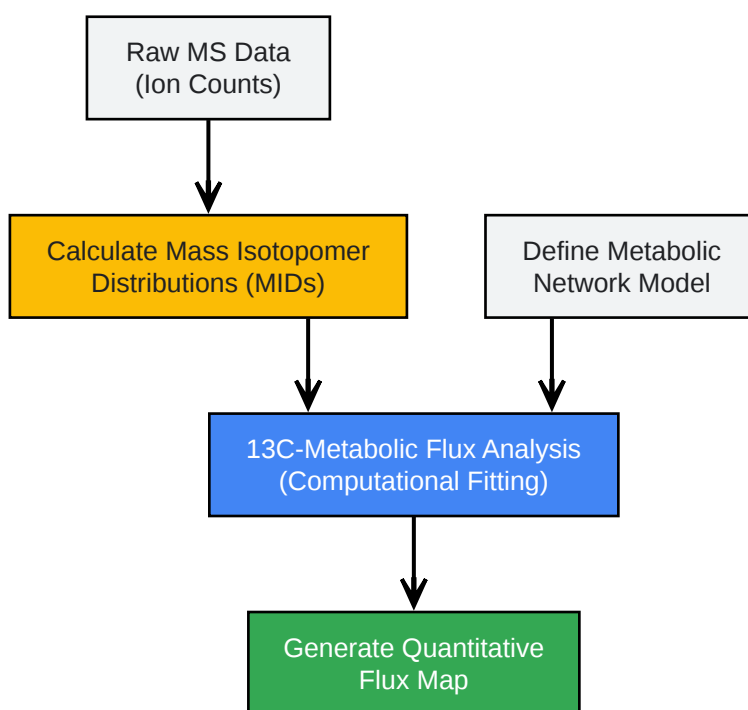 Raw MS Data
(Ion Counts)
Calculate Mass Isotopomer
Distributions (MIDs)
Define Metabolic
Network Model
13C-Metabolic Flux Analysis
(Computational Fitting)
Generate Quantitative
Flux Map